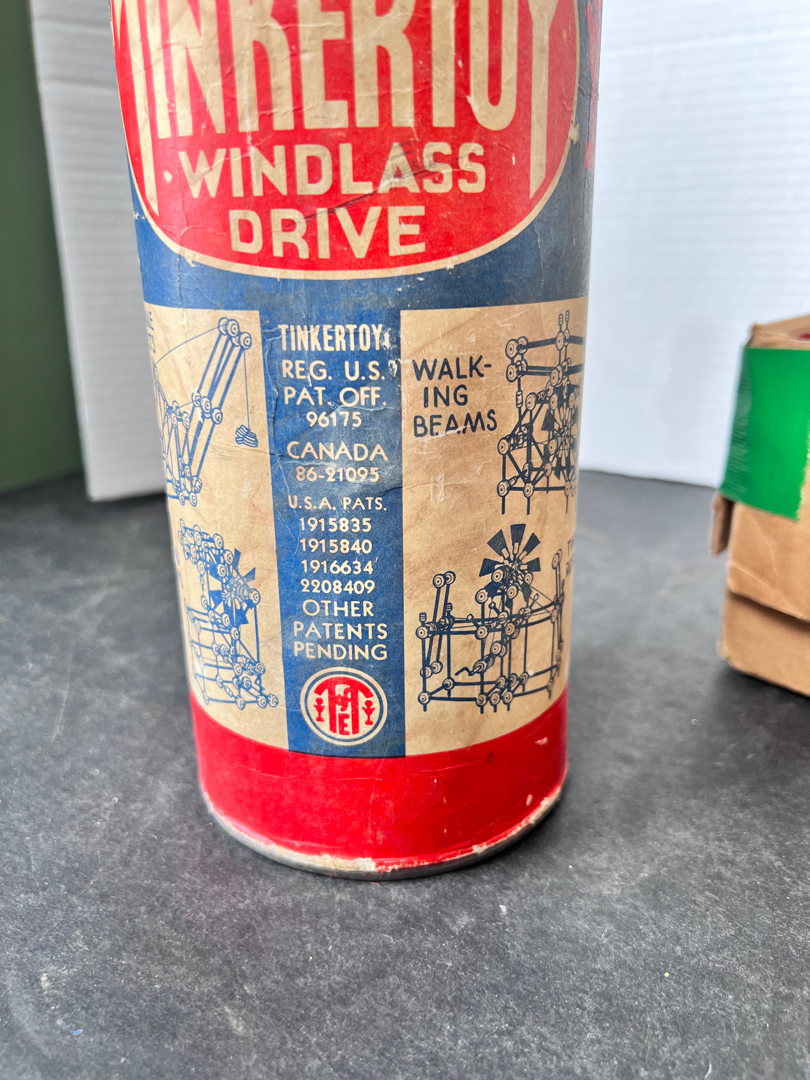 TINKERTOY
WINDLASS
DRIVE
TINKERTOY
REG. U.S.
PAT. OFF.
96175
CANADA
86-21095
U.S.A. PATS.
1915835
1915840
1916634
2208409
OTHER
PATENTS
PENDING
WALK-
ING
BEAMS